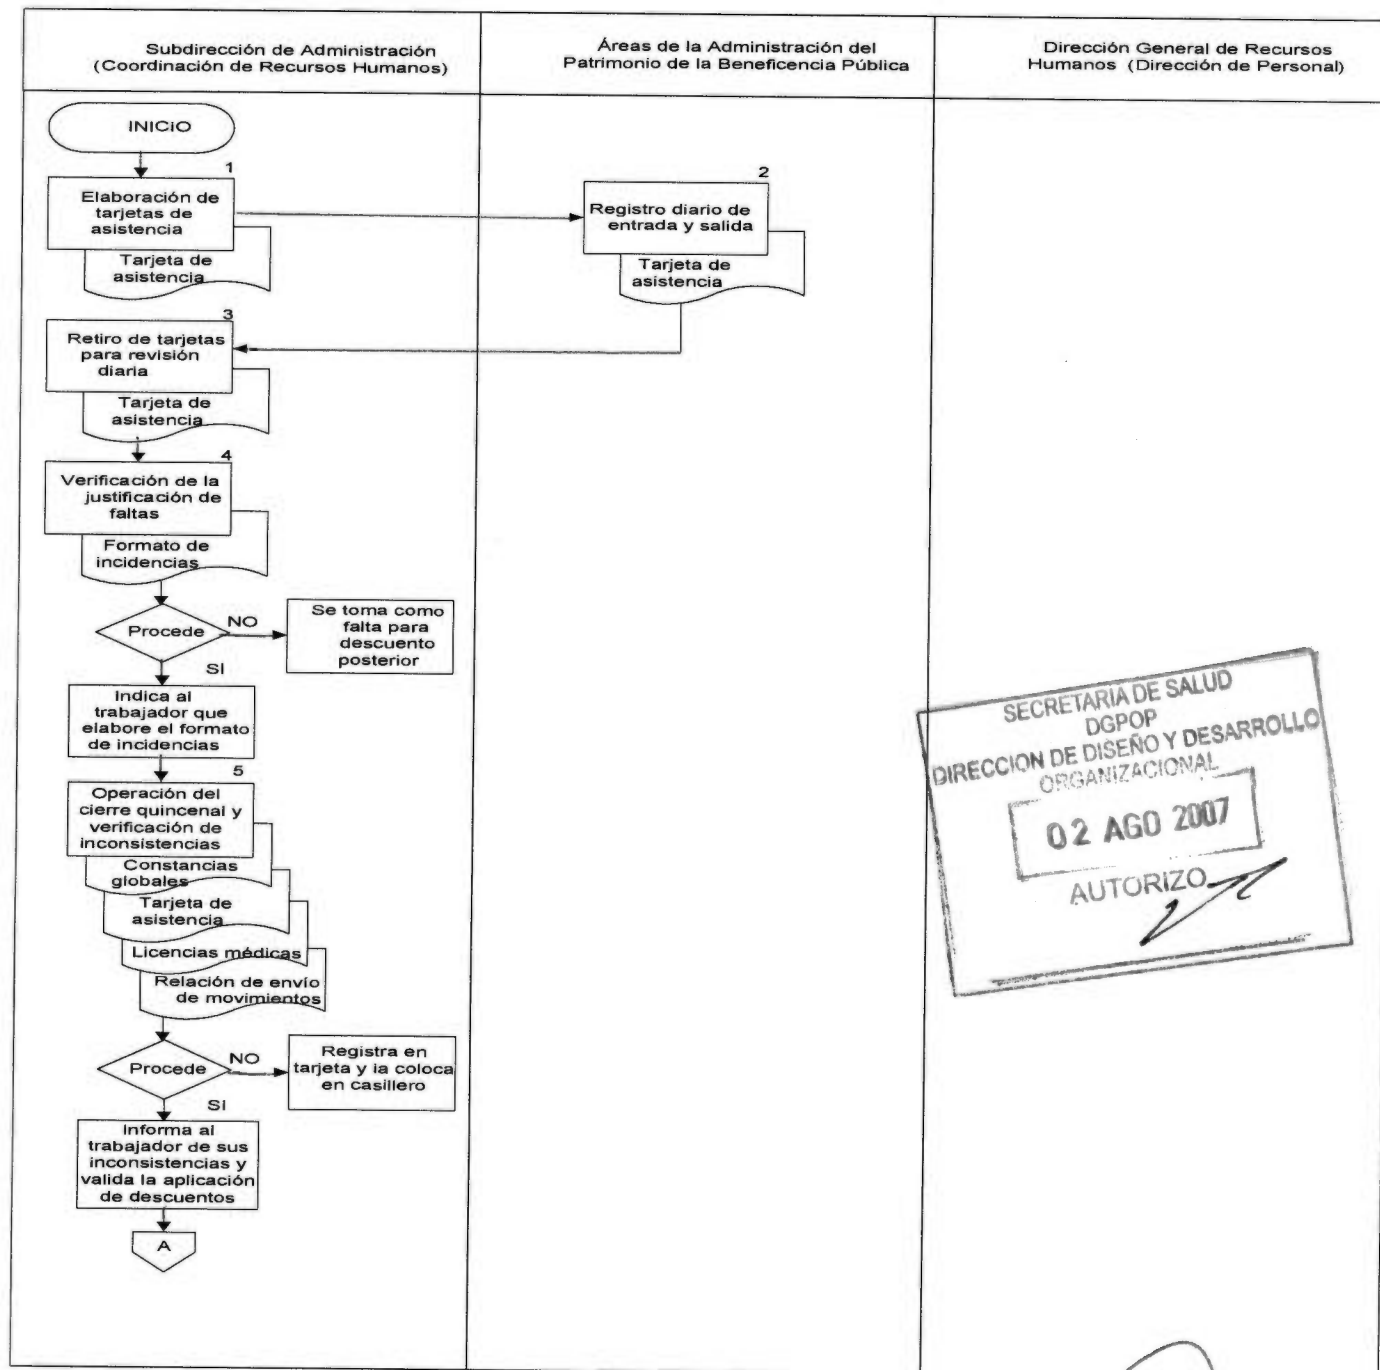 Subdirección de Administración
(Coordinación de Recursos Humanos)
Áreas de la Administración del
Patrimonio de la Beneficencia Pública
Dirección General de Recursos
Humanos (Dirección de Personal)
INICIO
1
Elaboración de
tarjetas de
asistencia
Tarjeta de
asistencia
2
Registro diario de
entrada y salida
Tarjeta de
asistencia
3
Retiro de tarjetas
para revisión
diaria
Tarjeta de
asistencia
4
Verificación de la
justificación de
faltas
Formato de
incidencias
Procede
NO
Se toma como
falta para
descuento
posterior
SI
Indica al
trabajador que
elabore el formato
de incidencias
5
Operación del
cierre quincenal y
verificación de
inconsistencias
Constancias
globales
Tarjeta de
asistencia
Licencias médicas
Relación de envío
de movimientos
Procede
NO
Registra en
tarjeta y la coloca
en casillero
SI
Informa al
trabajador de sus
inconsistencias y
valida la aplicación
de descuentos
A
SECRETARIA DE SALUD
DGPOP
DIRECCION DE DISEÑO Y DESARROLLO
ORGANIZACIONAL
02 AGO 2007
AUTORIZO